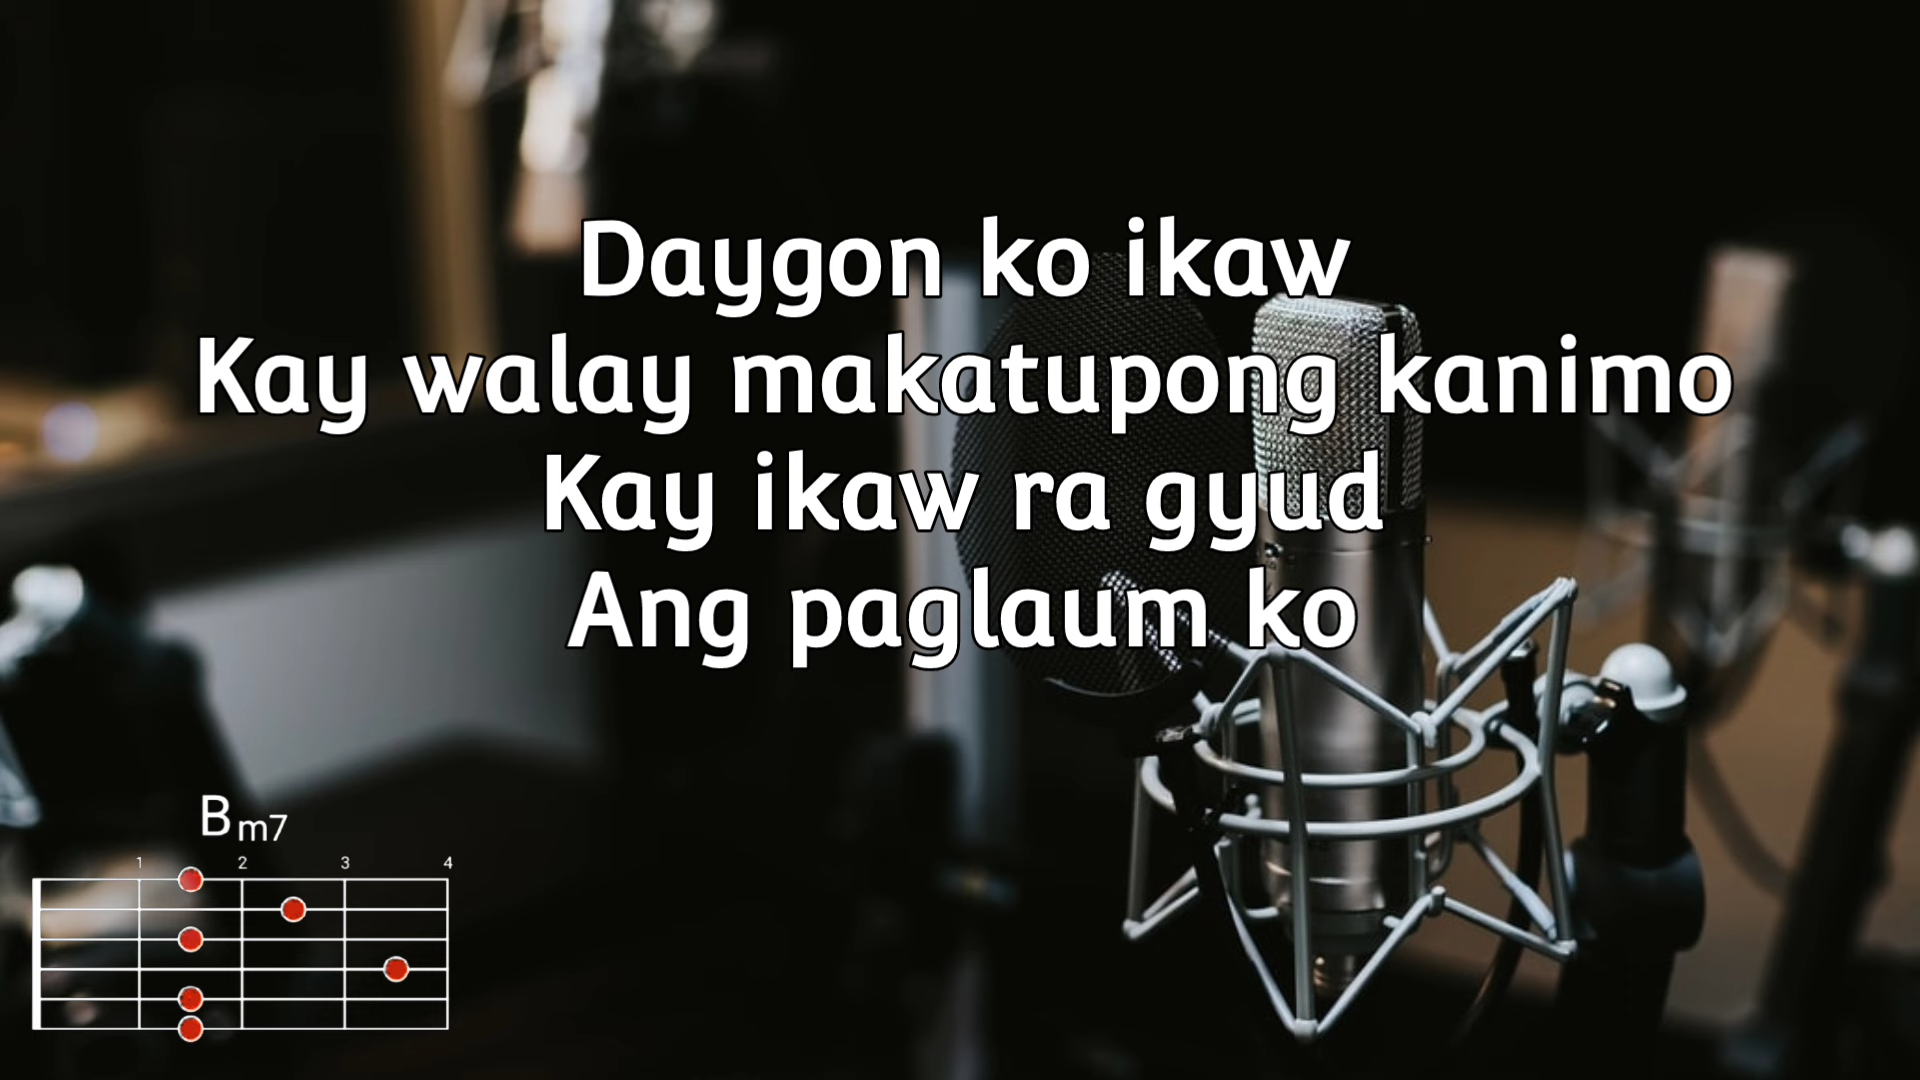 Daygon ko ikaw
Kay walay makatupong kanimo
Kay ikaw ra gyud
Ang paglaum ko
Bm7
1 2 3 4